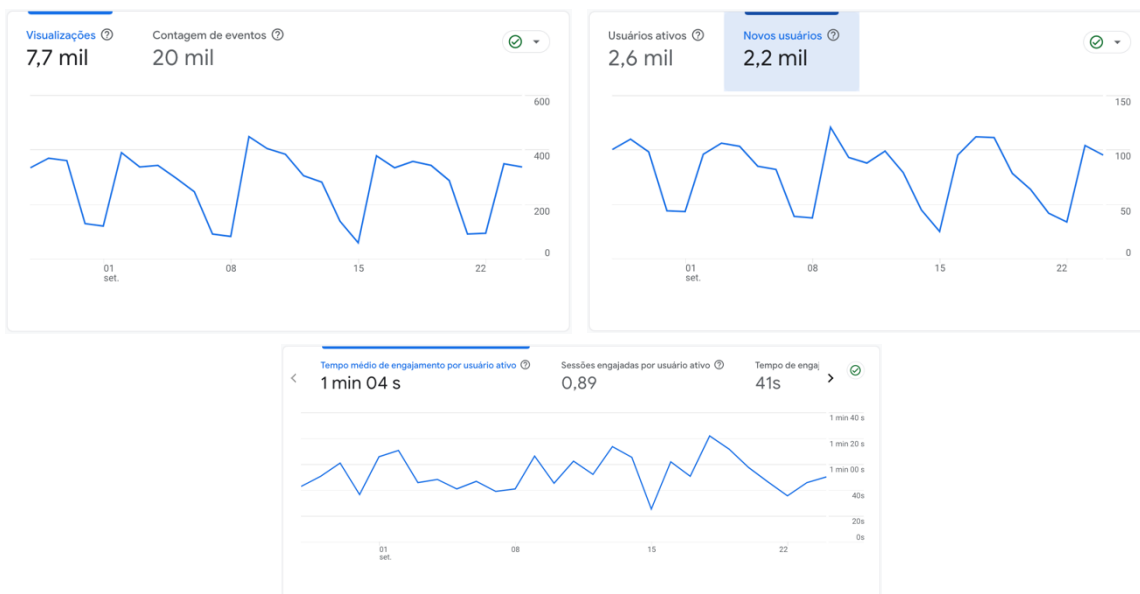 Visualizações
Contagem de eventos
7,7 mil
20 mil
600
400
200
0
01
set.
08
15
22
Usuários ativos
Novos usuários
2,6 mil
2,2 mil
150
100
50
0
01
set.
08
15
22
Tempo médio de engajamento por usuário ativo
Sessões engajadas por usuário ativo
Tempo de engaj
1 min 04 s
0,89
41s
1 min 40 s
1 min 20 s
1 min 00 s
40s
20s
0s
01
set.
08
15
22